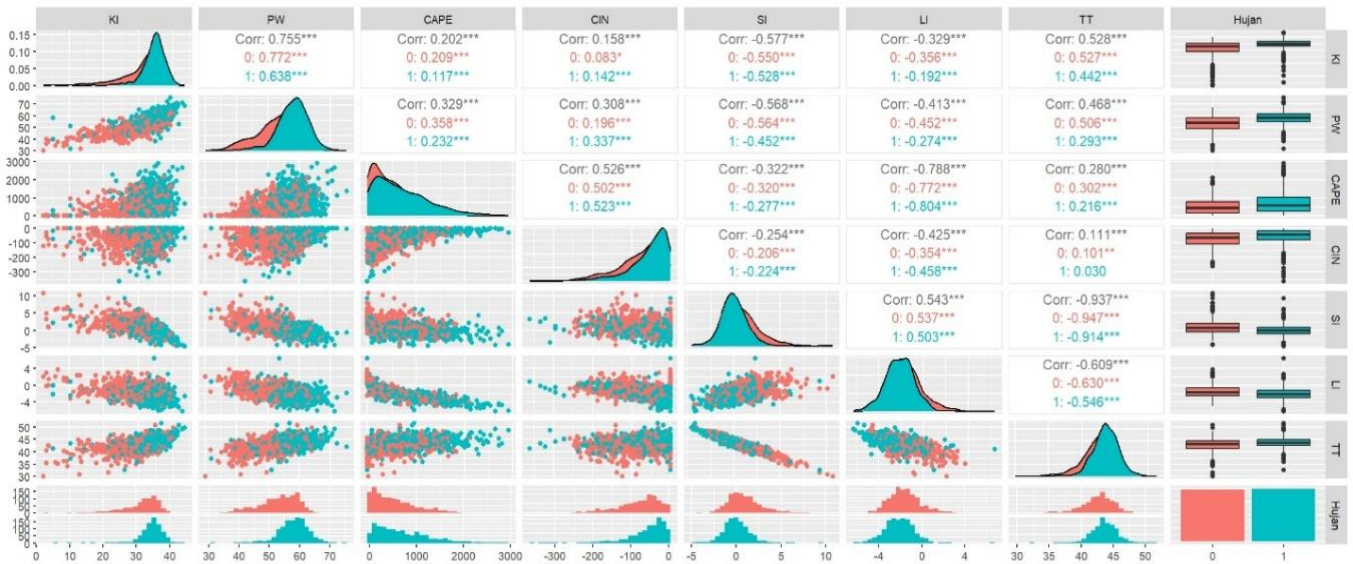 KI PW CAPE CIN SI LI TT Hujan
0.15
0.10
0.05
0.00
Corr: 0.755***
0: 0.772***
1: 0.638***
Corr: 0.202***
0: 0.209***
1: 0.117***
Corr: 0.158***
0: 0.083*
1: 0.142***
Corr: -0.577***
0: -0.550***
1: -0.528***
Corr: -0.329***
0: -0.356***
1: -0.192***
Corr: 0.528***
0: 0.527***
1: 0.442***
KI
70
60
50
40
30
Corr: 0.329***
0: 0.358***
1: 0.232***
Corr: 0.308***
0: 0.196***
1: 0.337***
Corr: -0.568***
0: -0.564***
1: -0.452***
Corr: -0.413***
0: -0.452***
1: -0.274***
Corr: 0.468***
0: 0.506***
1: 0.293***
PW
3000
2000
1000
0
Corr: 0.526***
0: 0.502***
1: 0.523***
Corr: -0.322***
0: -0.320***
1: -0.277***
Corr: -0.788***
0: -0.772***
1: -0.804***
Corr: 0.280***
0: 0.302***
1: 0.216***
CAPE
0
-100
-200
-300
Corr: -0.254***
0: -0.206***
1: -0.224***
Corr: -0.425***
0: -0.354***
1: -0.458***
Corr: 0.111***
0: 0.101**
1: 0.030
CIN
10
5
0
-5
Corr: 0.543***
0: 0.537***
1: 0.503***
Corr: -0.937***
0: -0.947***
1: -0.914***
SI
4
0
-4
Corr: -0.609***
0: -0.630***
1: -0.546***
LI
50
45
40
35
30
TT
150
100
50
0
150
100
50
0
Hujan
0 10 20 30 40 30 40 50 60 70 0 1000 2000 3000 -300 -200 -100 0 -5 0 5 10 -4 0 4 30 35 40 45 50 0 1